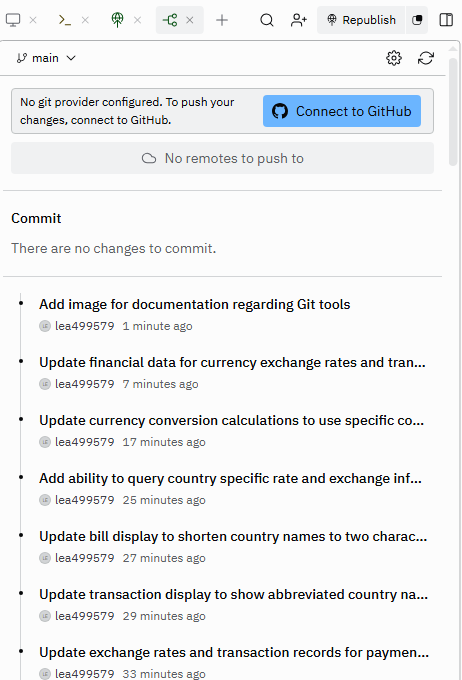 Republish
main
No git provider configured. To push your
changes, connect to GitHub.
Connect to GitHub
No remotes to push to
Commit
There are no changes to commit.
Add image for documentation regarding Git tools
lea499579 1 minute ago
Update financial data for currency exchange rates and tran...
lea499579 7 minutes ago
Update currency conversion calculations to use specific co...
lea499579 17 minutes ago
Add ability to query country specific rate and exchange inf...
lea499579 25 minutes ago
Update bill display to shorten country names to two charac...
lea499579 27 minutes ago
Update transaction display to show abbreviated country na...
lea499579 29 minutes ago
Update exchange rates and transaction records for paymen...
lea499579 33 minutes ago